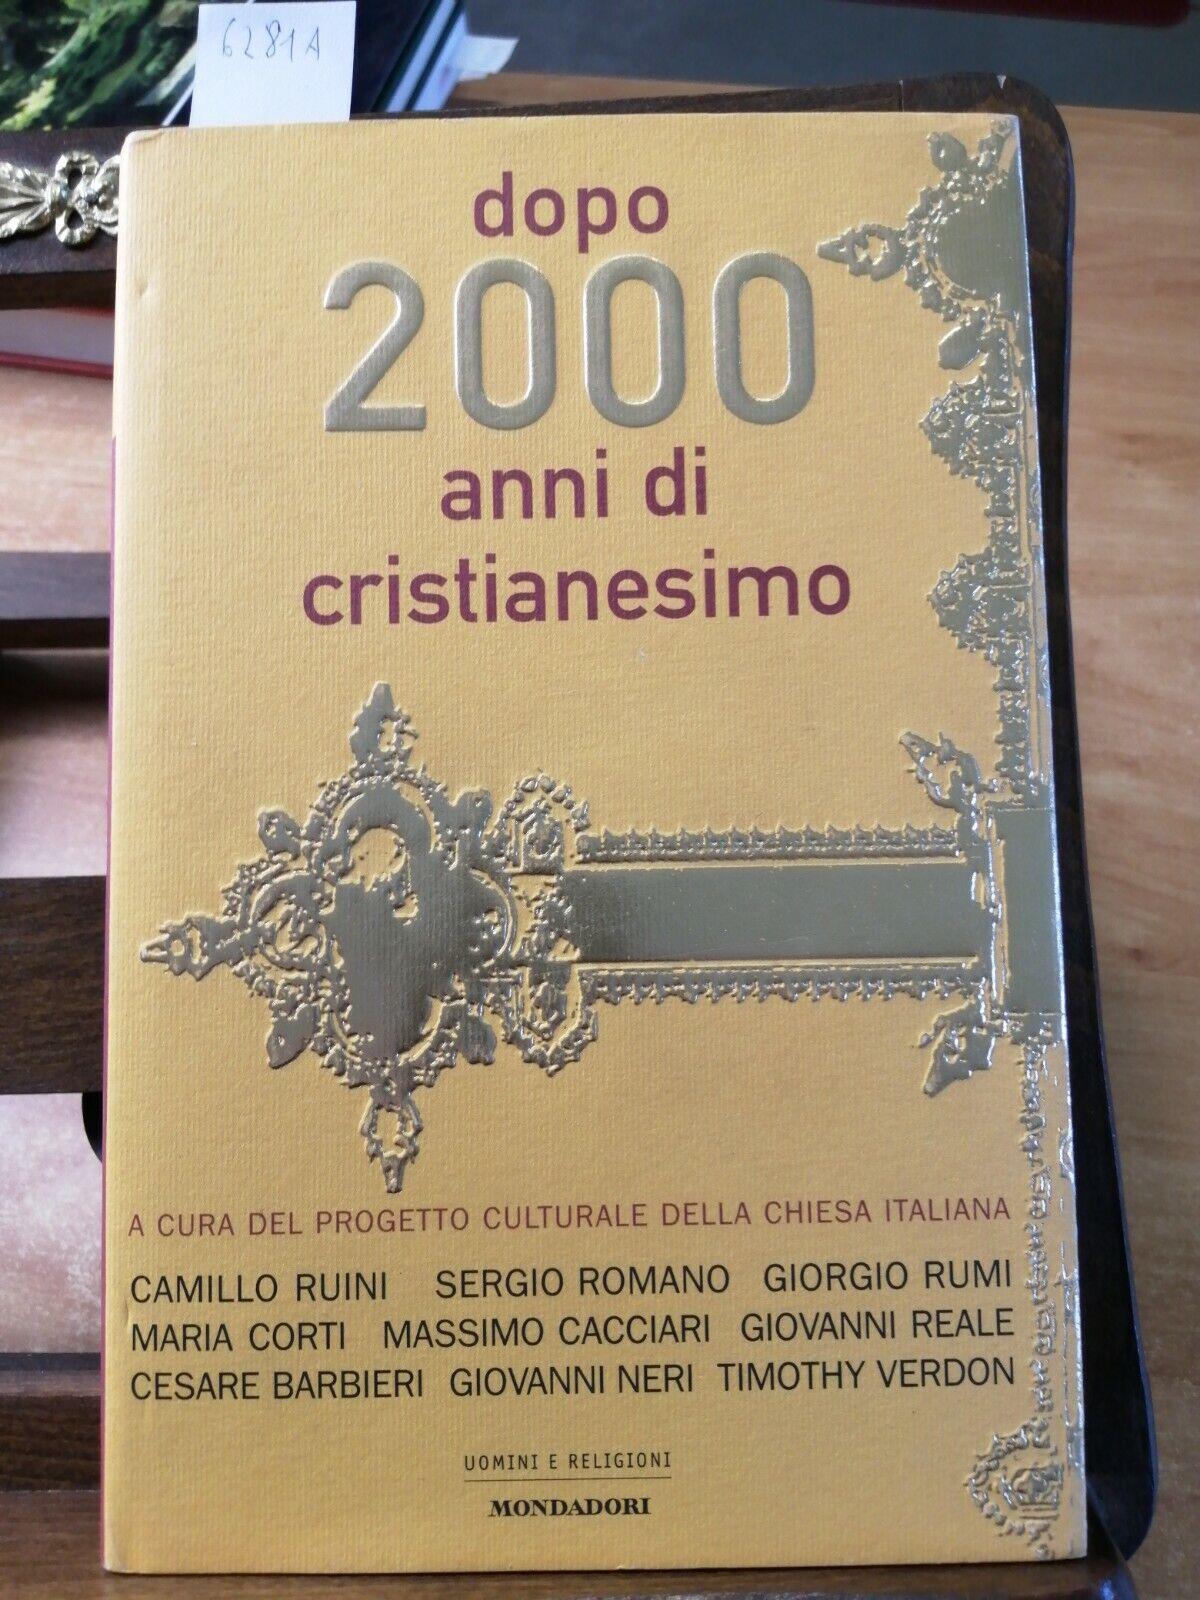 6281A
dopo
2000
anni di
cristianesimo
A CURA DEL PROGETTO CULTURALE DELLA CHIESA ITALIANA
CAMILLO RUINI SERGIO ROMANO GIORGIO RUMI
MARIA CORTI MASSIMO CACCIARI GIOVANNI REALE
CESARE BARBIERI GIOVANNI NERI TIMOTHY VERDON
UOMINI E RELIGIONI
MONDADORI